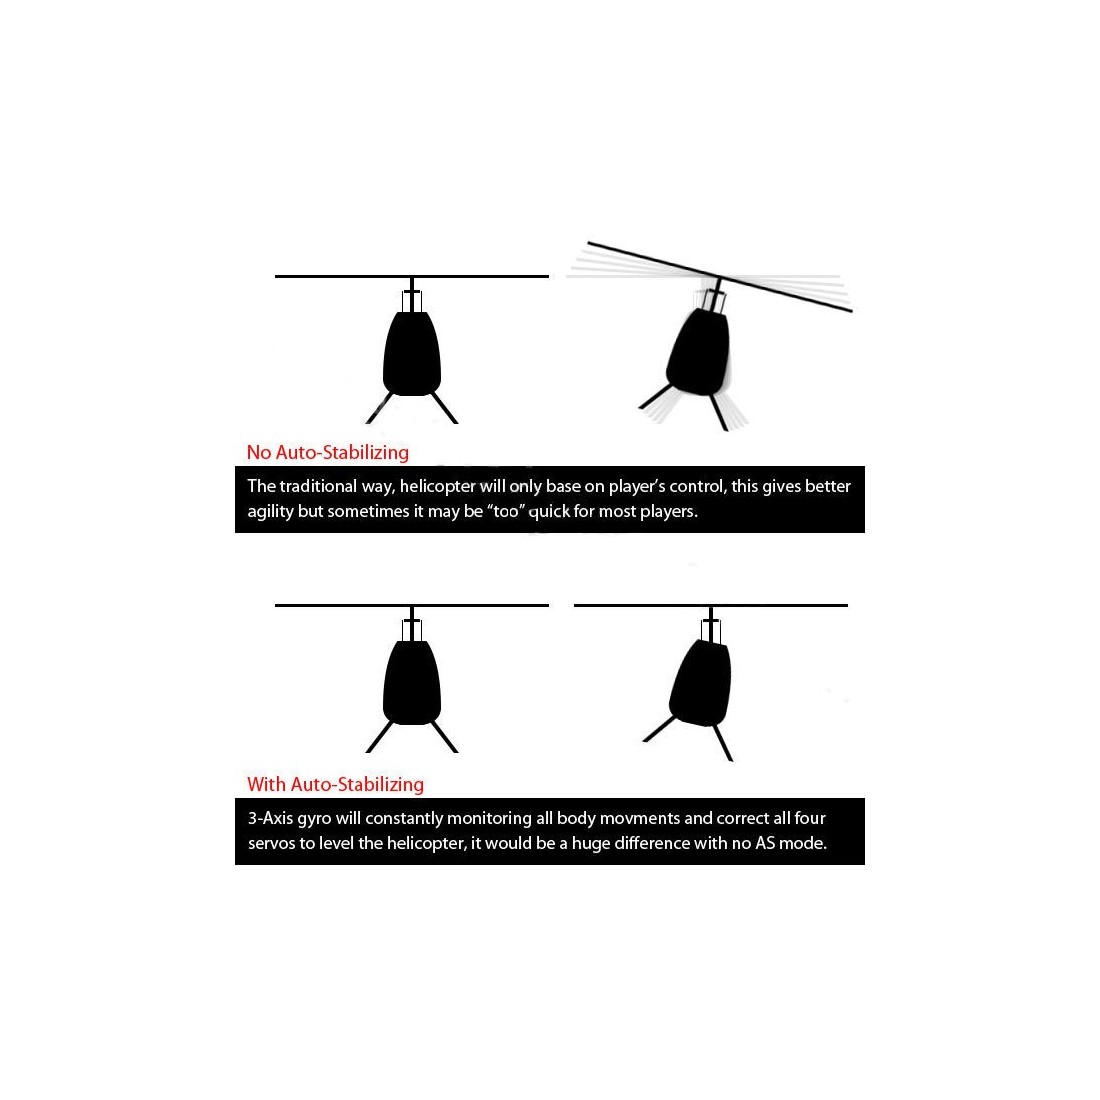 No Auto-Stabilizing
The traditional way, helicopter will only base on player's control, this gives better
agility but sometimes it may be “too” quick for most players.
With Auto-Stabilizing
3-Axis gyro will constantly monitoring all body movments and correct all four
servos to level the helicopter, it would be a huge difference with no AS mode.